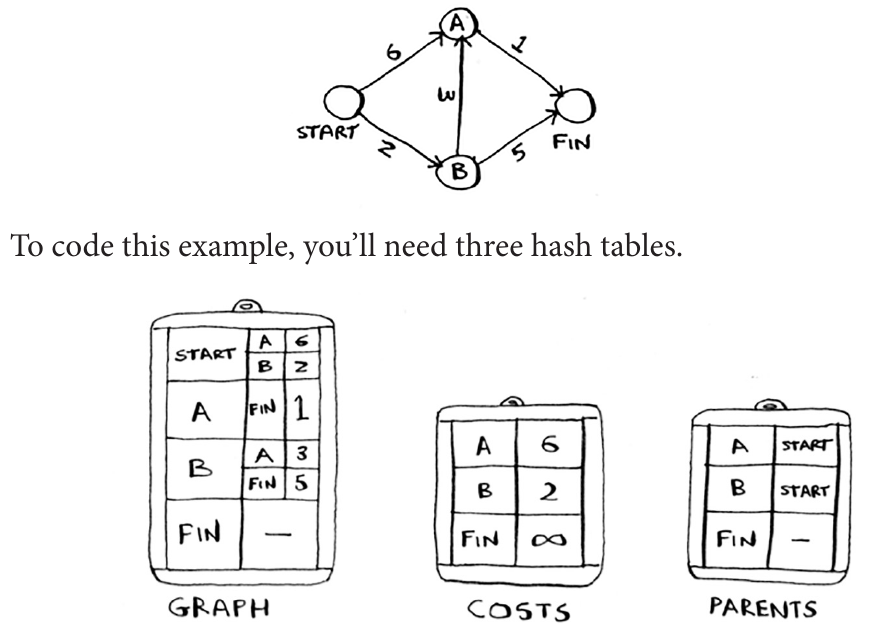 A
6
1
3
START
FIN
2
5
B
To code this example, you'll need three hash tables.
START A 6
B 2
A FIN 1
B A 3
FIN 5
FIN —
GRAPH
A 6
B 2
FIN ∞
COSTS
A START
B START
FIN —
PARENTS